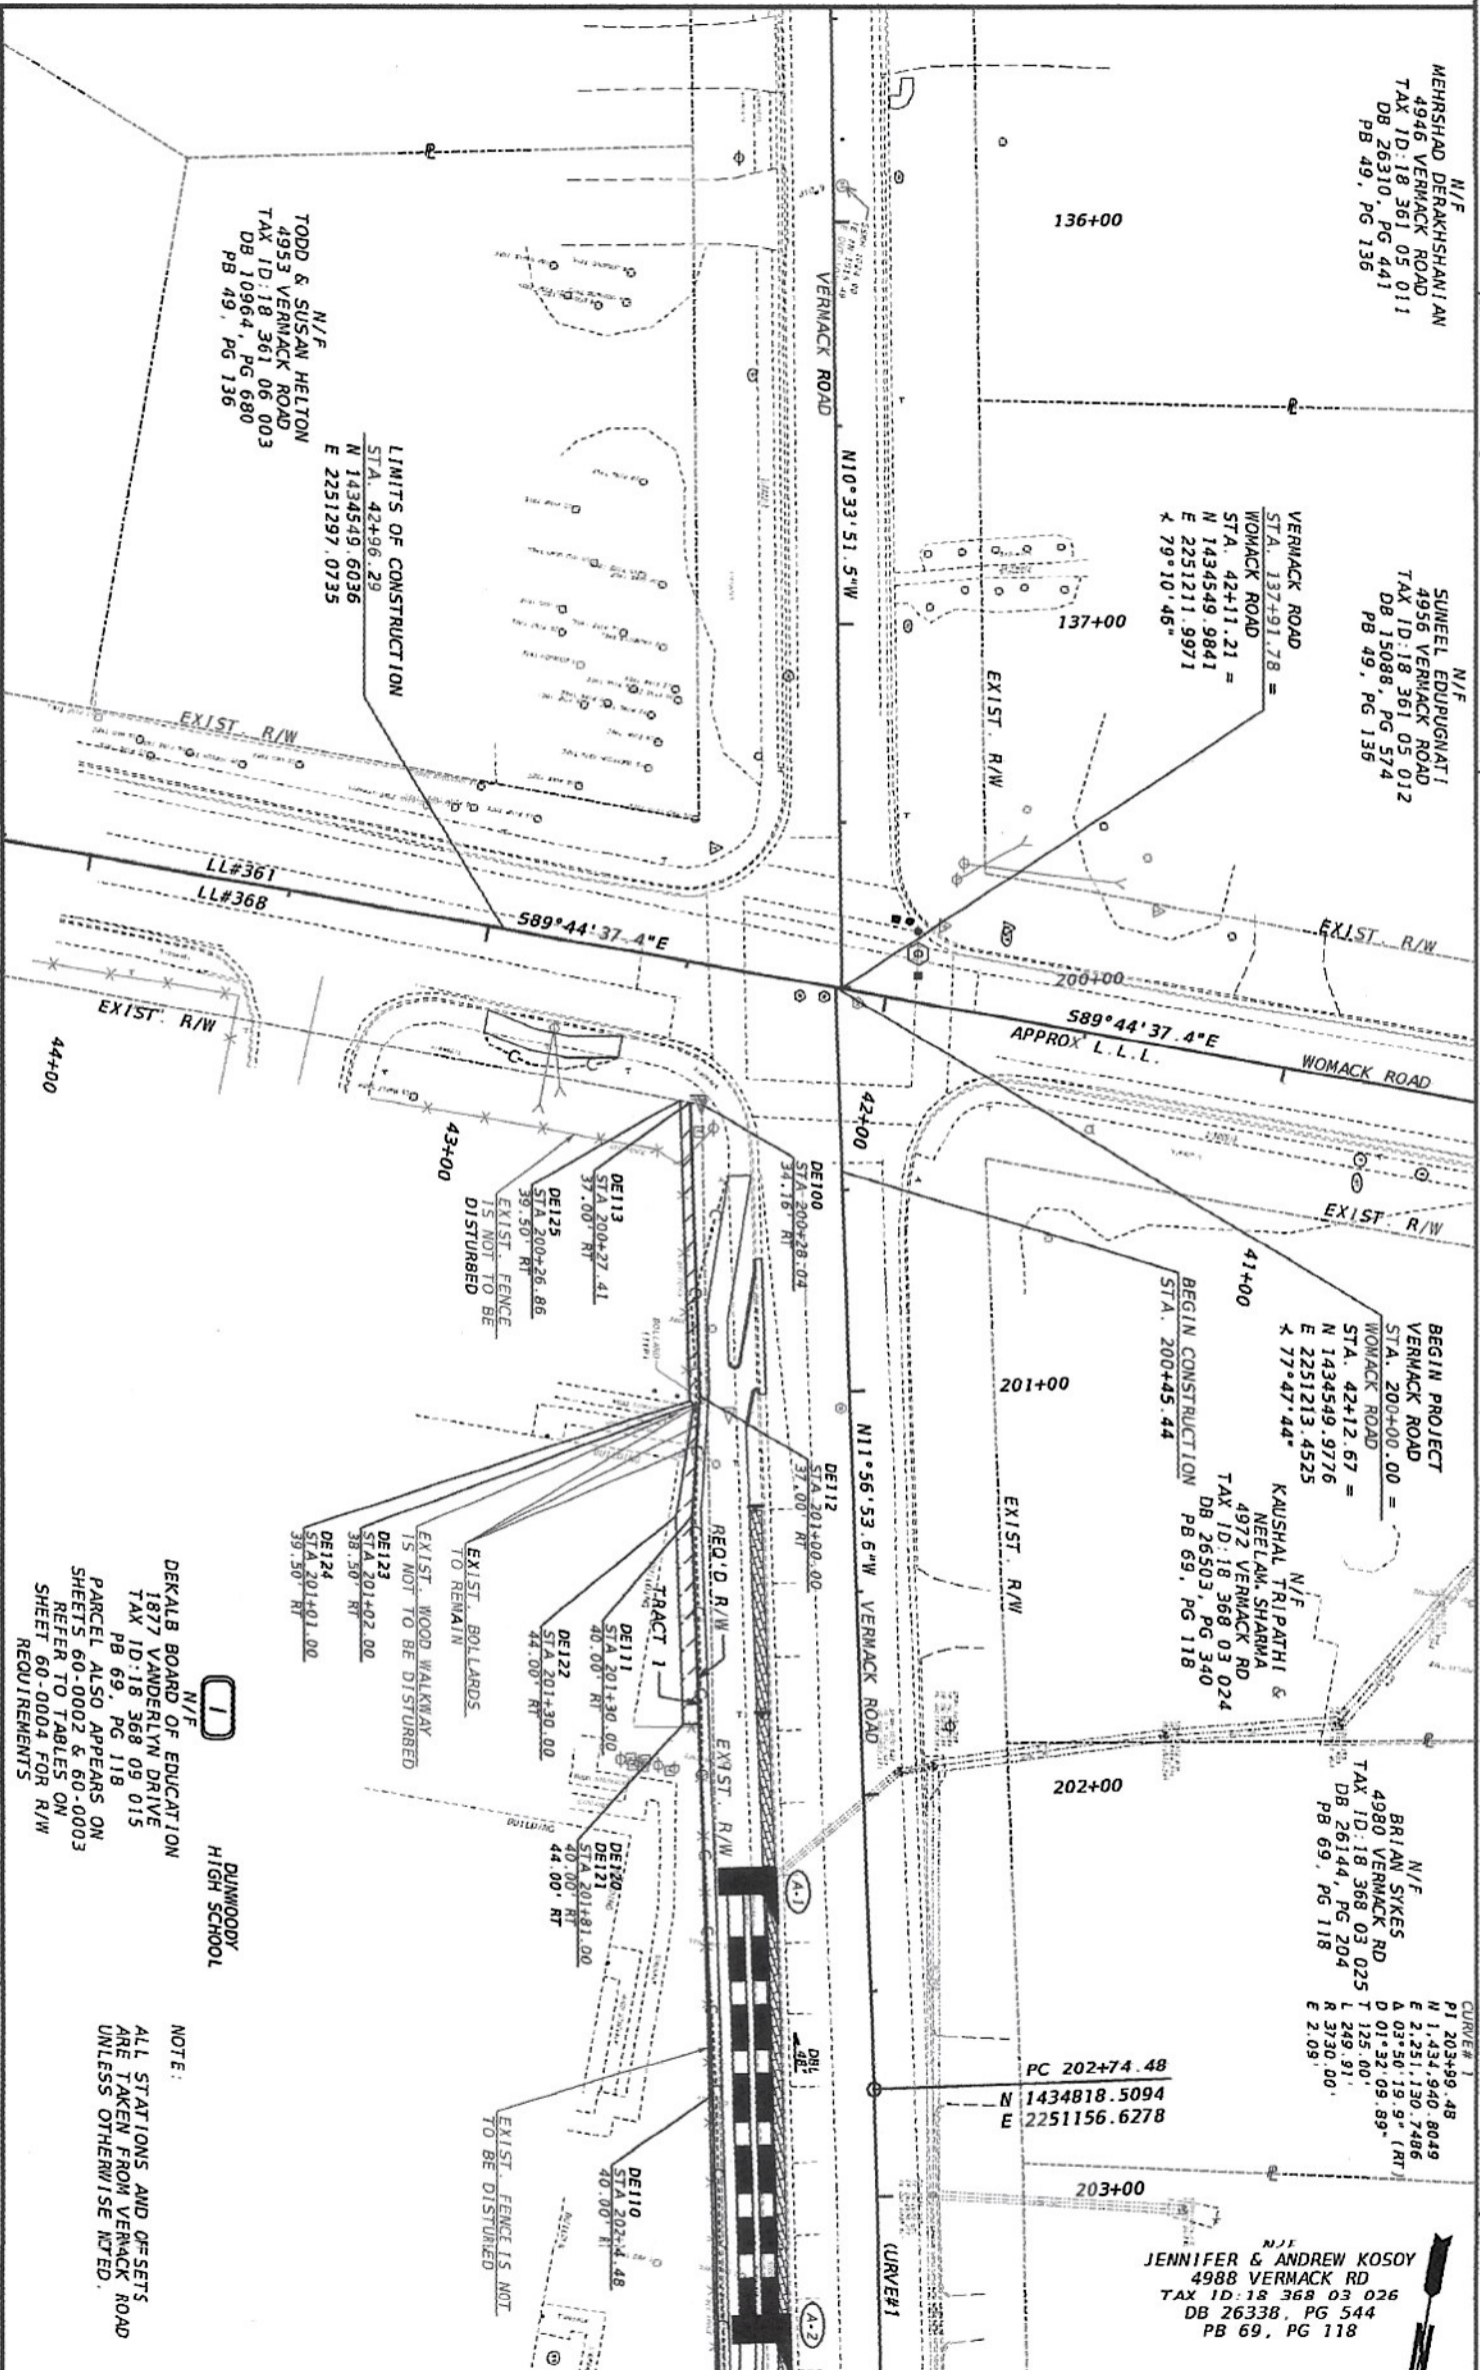 N/F
MEHRSHAD DERAKHSHANIAN
4946 VERMACK ROAD
TAX ID:18 361 05 011
DB 26310, PG 441
PB 49, PG 136
N/F
SUNEEL EDUPUGNATI
4956 VERMACK ROAD
TAX ID:18 361 05 012
DB 15088, PG 574
PB 49, PG 136
136+00
137+00
VERMACK ROAD
STA. 137+91.78 =
WOMACK ROAD
STA. 42+11.21 =
N 1434549.9841
E 2251211.9971
79°10'46"
EXIST. R/W
EXIST. R/W
VERMACK ROAD
N10°33'51.5"W
N/F
TODD & SUSAN HELTON
4953 VERMACK ROAD
TAX ID:18 361 06 003
DB 10964, PG 680
PB 49, PG 136
LIMITS OF CONSTRUCTION
STA. 42+96.29
N 1434549.6036
E 2251297.0735
EXIST. R/W
LL#361
LL#368
S89°44'37.4"E
200+00
S89°44'37.4"E
APPROX L.L.L.
WOMACK ROAD
EXIST. R/W
EXIST. R/W
44+00
43+00
42+00
41+00
BEGIN PROJECT
VERMACK ROAD
STA. 200+00.00 =
WOMACK ROAD
STA. 42+12.67 =
N 1434549.9776
E 2251213.4525
77°47'44"
BEGIN CONSTRUCTION
STA. 200+45.44
201+00
EXIST. R/W
N/F
KAUSHAL TRIPATHI &
NEELAM SHARMA
4972 VERMACK RD
TAX ID:18 368 03 024
DB 26503, PG 340
PB 69, PG 118
202+00
N/F
BRIAN SYKES
4980 VERMACK RD
TAX ID:18 368 03 025
DB 26144, PG 204
PB 69, PG 118
CURVE# 1
PI 203+99.48
N 1,434,940.8049
E 2,251,130.7486
Δ 03°50'19.9" (RT)
D 01°32'09.89"
T 125.00'
L 249.91'
R 3730.00'
E 2.09'
PC 202+74.48
N 1434818.5094
E 2251156.6278
203+00
N/F
JENNIFER & ANDREW KOSOY
4988 VERMACK RD
TAX ID:18 368 03 026
DB 26338, PG 544
PB 69, PG 118
N11°56'53.6"W
VERMACK ROAD
CURVE#1
DE100
STA 200+28.04
34.16' RT
DE113
STA 200+27.41
37.00' RT
DE125
STA 200+26.86
39.50' RT
EXIST. FENCE
IS NOT TO BE
DISTURBED
BOLLARD
DE112
STA 201+00.00
37.00' RT
REQ'D R/W
TRACT 1
EXIST. R/W
DE111
STA 201+30.00
40.00' RT
DE122
STA 201+30.00
44.00' RT
EXIST. BOLLARDS
TO REMAIN
EXIST. WOOD WALKWAY
IS NOT TO BE DISTURBED
DE123
STA 201+02.00
38.50' RT
DE124
STA 201+01.00
39.50' RT
BUILDING
DE120
DE121
STA 201+81.00
40.00' RT
44.00' RT
A-1
DBL
48"
A-2
DE110
40.00' RT
EXIST. FENCE IS NOT
TO BE DISTURBED
1
N/F
DEKALB BOARD OF EDUCATION
1877 VANDERLYN DRIVE
TAX ID:18 368 09 015
PB 69, PG 118
PARCEL ALSO APPEARS ON
SHEETS 60-0002 & 60-0003
REFER TO TABLES ON
SHEET 60-0004 FOR R/W
REQUIREMENTS
DUNWOODY
HIGH SCHOOL
NOTE:
ALL STATIONS AND OFSETS
ARE TAKEN FROM VERMACK ROAD
UNLESS OTHERWISE NOTED.